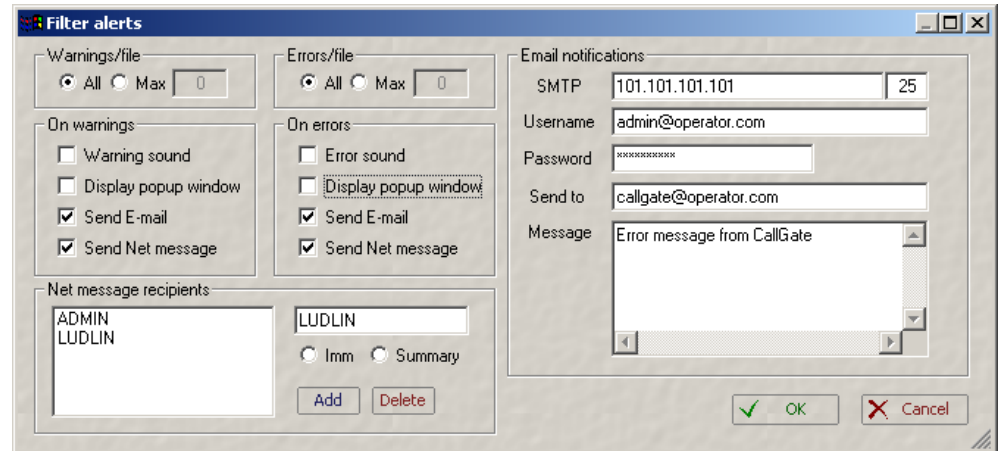 Filter alerts
Warnings/file
All Max 0
Errors/file
All Max 0
On warnings
Warning sound
Display popup window
Send E-mail
Send Net message
On errors
Error sound
Display popup window
Send E-mail
Send Net message
Net message recipients
ADMIN
LUDLIN
LUDLIN
Imm Summary
Add Delete
Email notifications
SMTP 101.101.101.101 25
Username admin@operator.com
Password **********
Send to callgate@operator.com
Message Error message from CallGate
OK Cancel